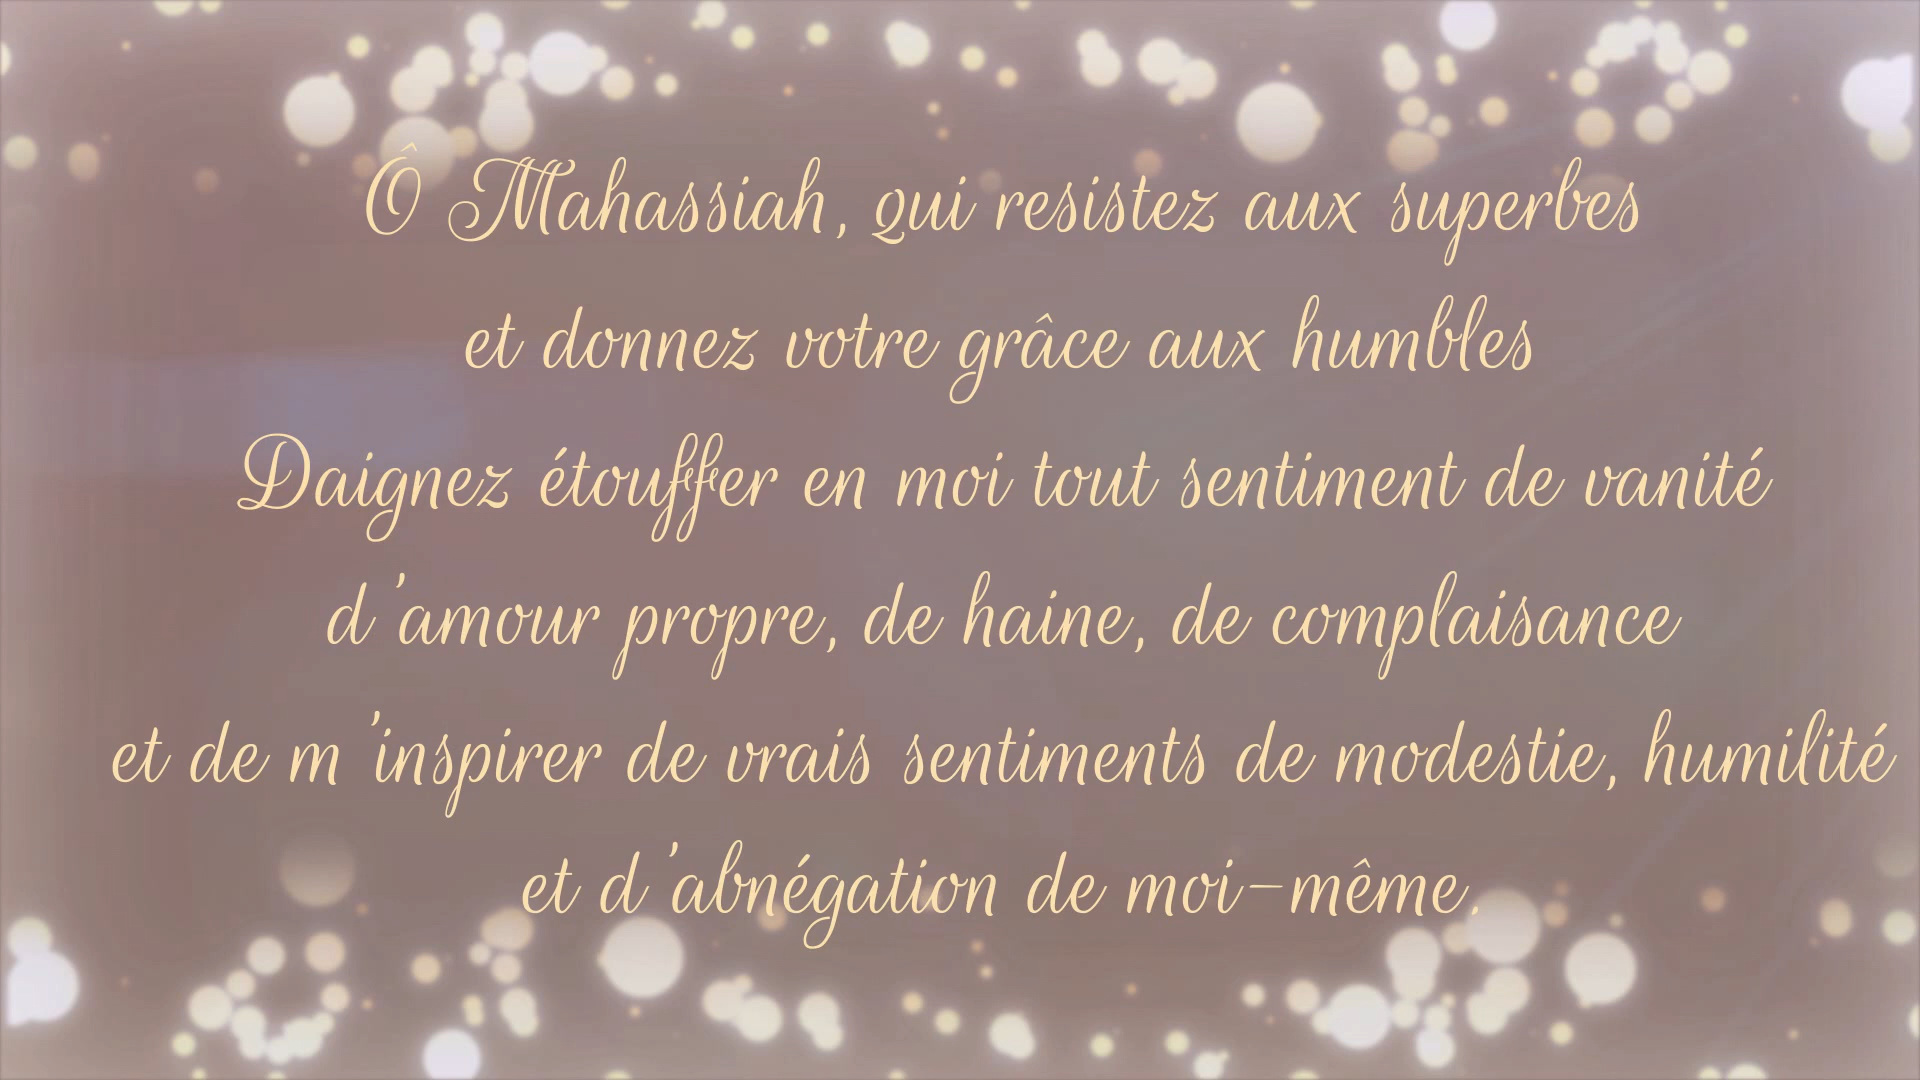 Ô Mahassiah, qui resistez aux superbes
et donnez votre grâce aux humbles
Daignez étouffer en moi tout sentiment de vanité
d'amour propre, de haine, de complaisance
et de m'inspirer de vrais sentiments de modestie, humilité
et d'abnégation de moi-même.